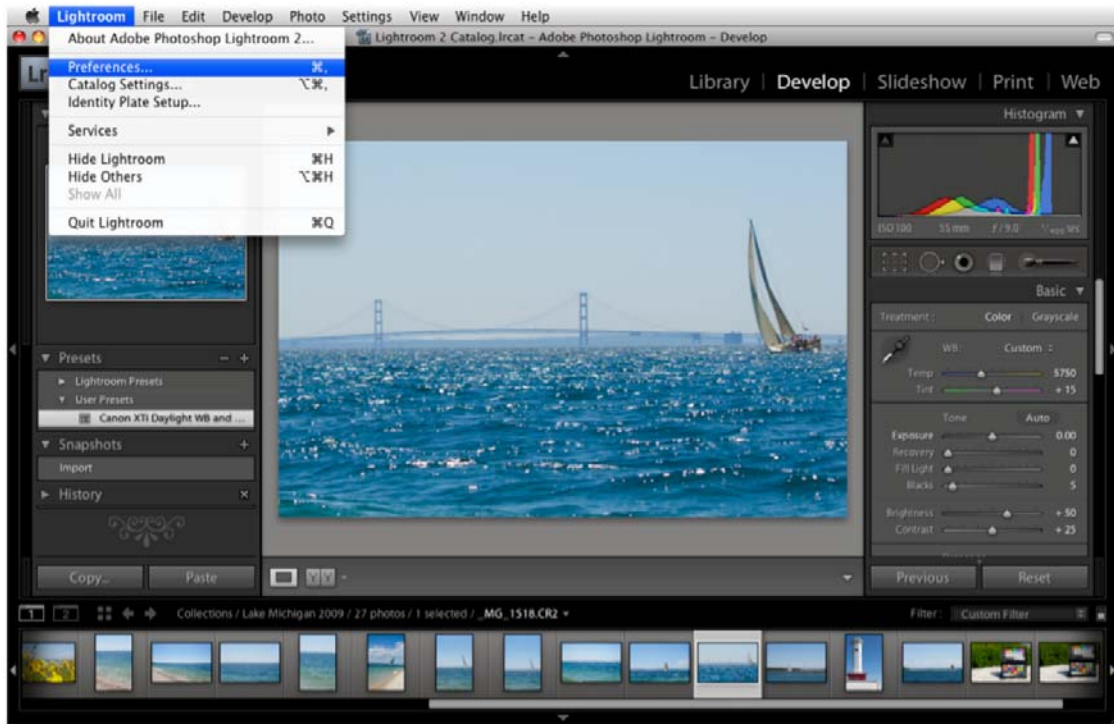 Lightroom File Edit Develop Photo Settings View Window Help
Lightroom 2 Catalog.lrcat – Adobe Photoshop Lightroom – Develop
About Adobe Photoshop Lightroom 2...
Preferences... ⌘,
Catalog Settings... ⌥⌘,
Identity Plate Setup...
Services
Hide Lightroom ⌘H
Hide Others ⌥⌘H
Show All
Quit Lightroom ⌘Q
Lr
Library | Develop | Slideshow | Print | Web
Histogram
ISO 100 55 mm f / 9.0
Basic
Treatment : Color Grayscale
WB: Custom
Temp 5750
Tint + 15
Tone Auto
Exposure 0.00
Recovery 0
Fill Light 0
Blacks 5
Brightness + 50
Contrast + 25
Previous Reset
Presets
Lightroom Presets
User Presets
Canon XTi Daylight WB and ...
Snapshots
Import
History
Copy... Paste
Y Y
1 2 Collections / Lake Michigan 2009 / 27 photos / 1 selected / _MG_1518.CR2
Filter : Custom Filter